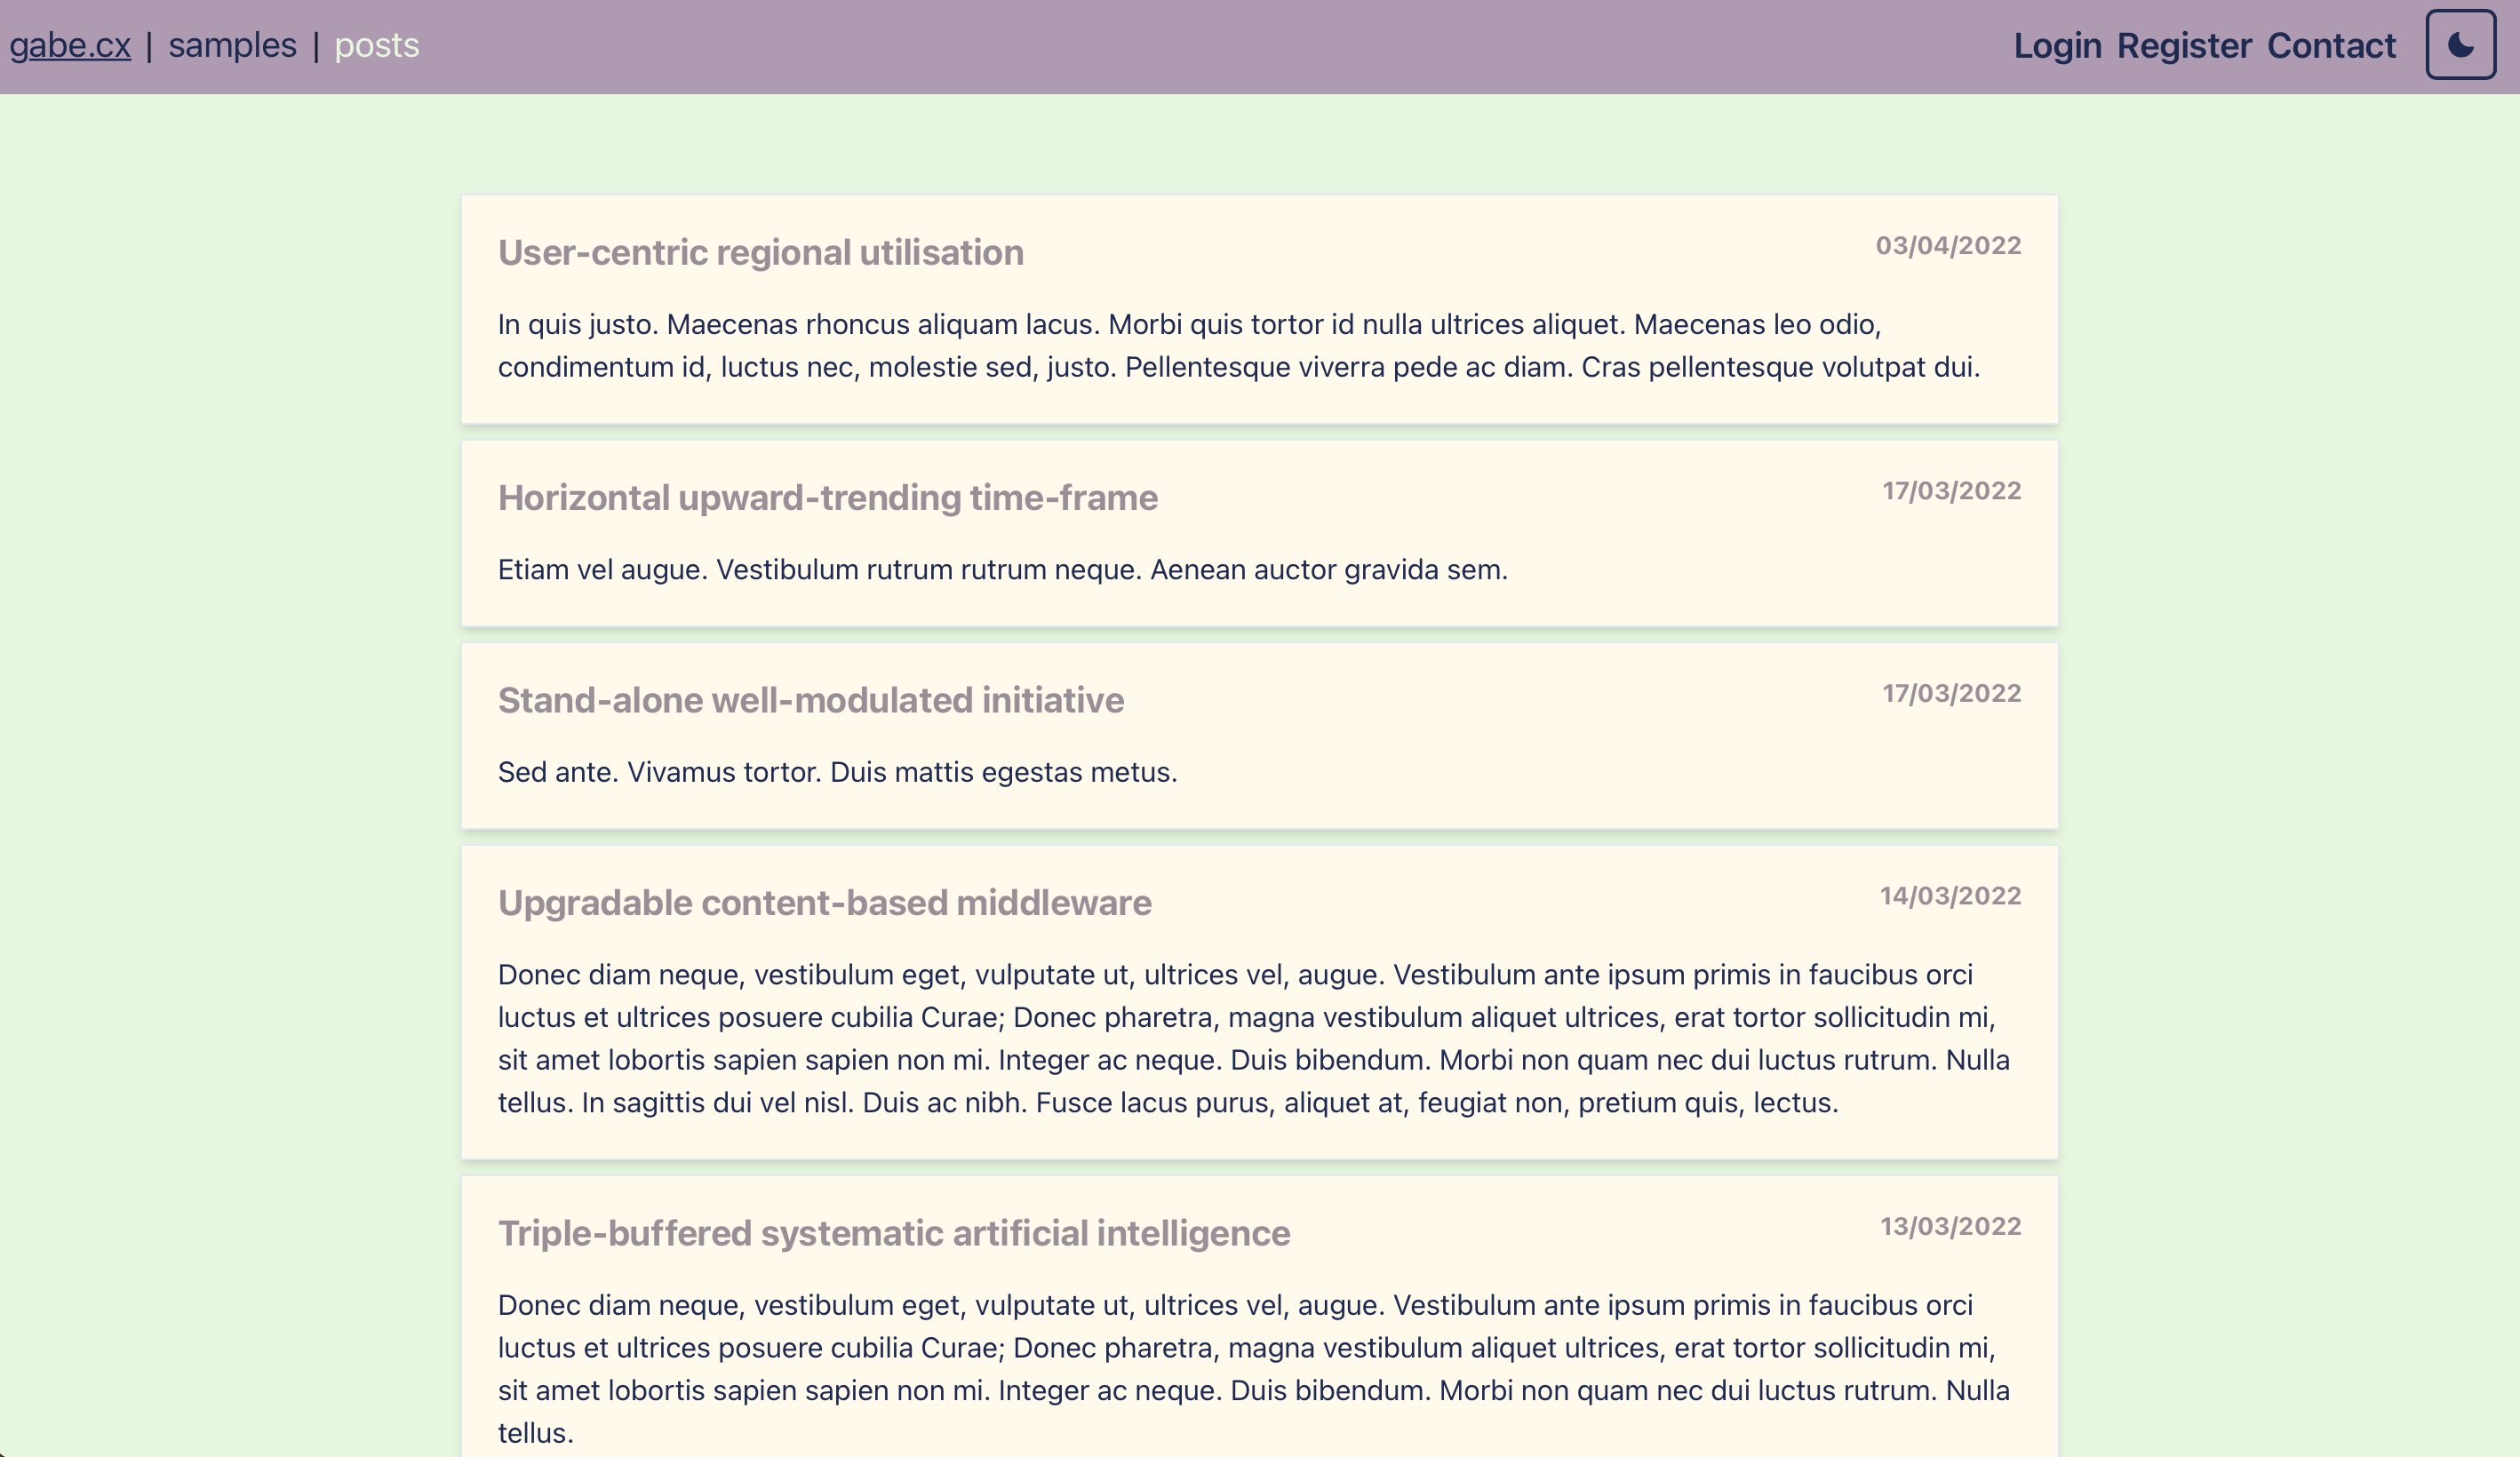 gabe.cx | samples | posts
Login Register Contact
User-centric regional utilisation
03/04/2022
In quis justo. Maecenas rhoncus aliquam lacus. Morbi quis tortor id nulla ultrices aliquet. Maecenas leo odio,
condimentum id, luctus nec, molestie sed, justo. Pellentesque viverra pede ac diam. Cras pellentesque volutpat dui.
Horizontal upward-trending time-frame
17/03/2022
Etiam vel augue. Vestibulum rutrum rutrum neque. Aenean auctor gravida sem.
Stand-alone well-modulated initiative
17/03/2022
Sed ante. Vivamus tortor. Duis mattis egestas metus.
Upgradable content-based middleware
14/03/2022
Donec diam neque, vestibulum eget, vulputate ut, ultrices vel, augue. Vestibulum ante ipsum primis in faucibus orci
luctus et ultrices posuere cubilia Curae; Donec pharetra, magna vestibulum aliquet ultrices, erat tortor sollicitudin mi,
sit amet lobortis sapien sapien non mi. Integer ac neque. Duis bibendum. Morbi non quam nec dui luctus rutrum. Nulla
tellus. In sagittis dui vel nisl. Duis ac nibh. Fusce lacus purus, aliquet at, feugiat non, pretium quis, lectus.
Triple-buffered systematic artificial intelligence
13/03/2022
Donec diam neque, vestibulum eget, vulputate ut, ultrices vel, augue. Vestibulum ante ipsum primis in faucibus orci
luctus et ultrices posuere cubilia Curae; Donec pharetra, magna vestibulum aliquet ultrices, erat tortor sollicitudin mi,
sit amet lobortis sapien sapien non mi. Integer ac neque. Duis bibendum. Morbi non quam nec dui luctus rutrum. Nulla
tellus.